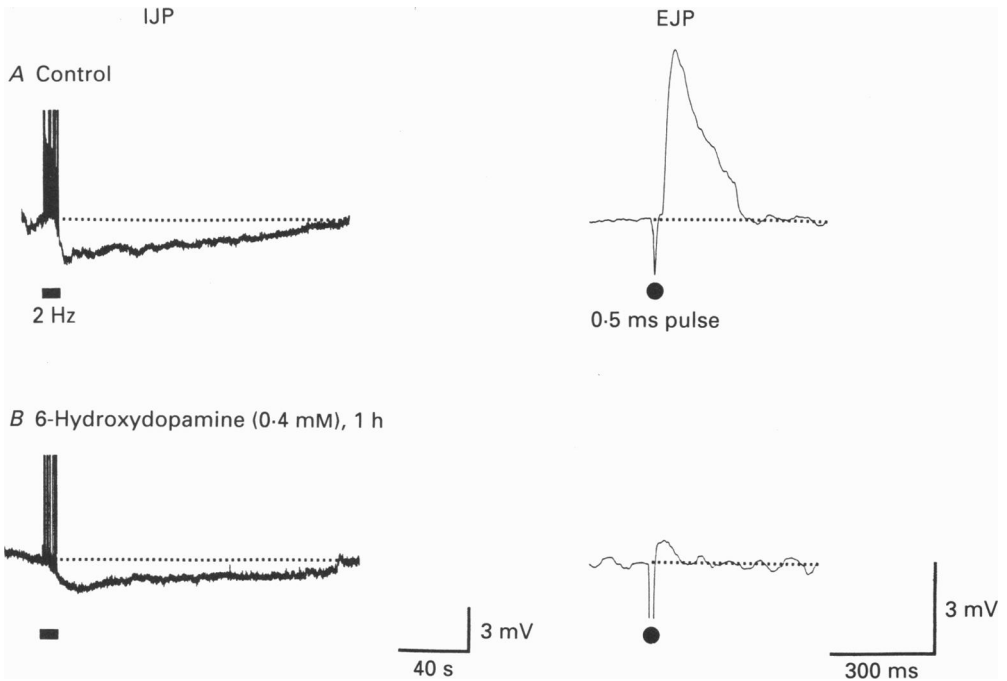 IJP
EJP
A Control
2 Hz
0·5 ms pulse
B 6-Hydroxydopamine (0·4 mM), 1 h
3 mV
40 s
3 mV
300 ms